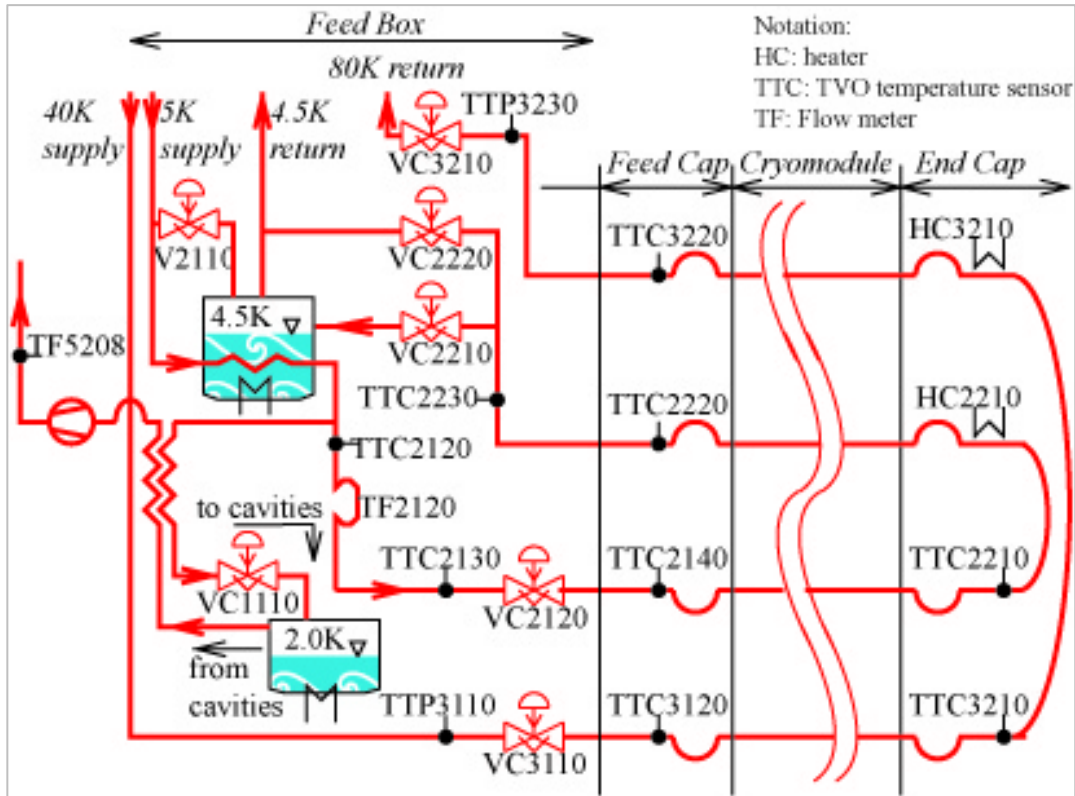 Feed Box
Notation:
HC: heater
TTC: TVO temperature sensor
TF: Flow meter
80K return
40K
supply
5K
supply
4.5K
return
TTP3230
VC3210
Feed Cap
Cryomodule
End Cap
V2110
VC2220
TTC3220
HC3210
4.5K
TF5208
VC2210
TTC2230
TTC2220
HC2210
TTC2120
to cavities
TF2120
TTC2130
TTC2140
TTC2210
VC1110
VC2120
2.0K
from
cavities
TTP3110
TTC3120
TTC3210
VC3110